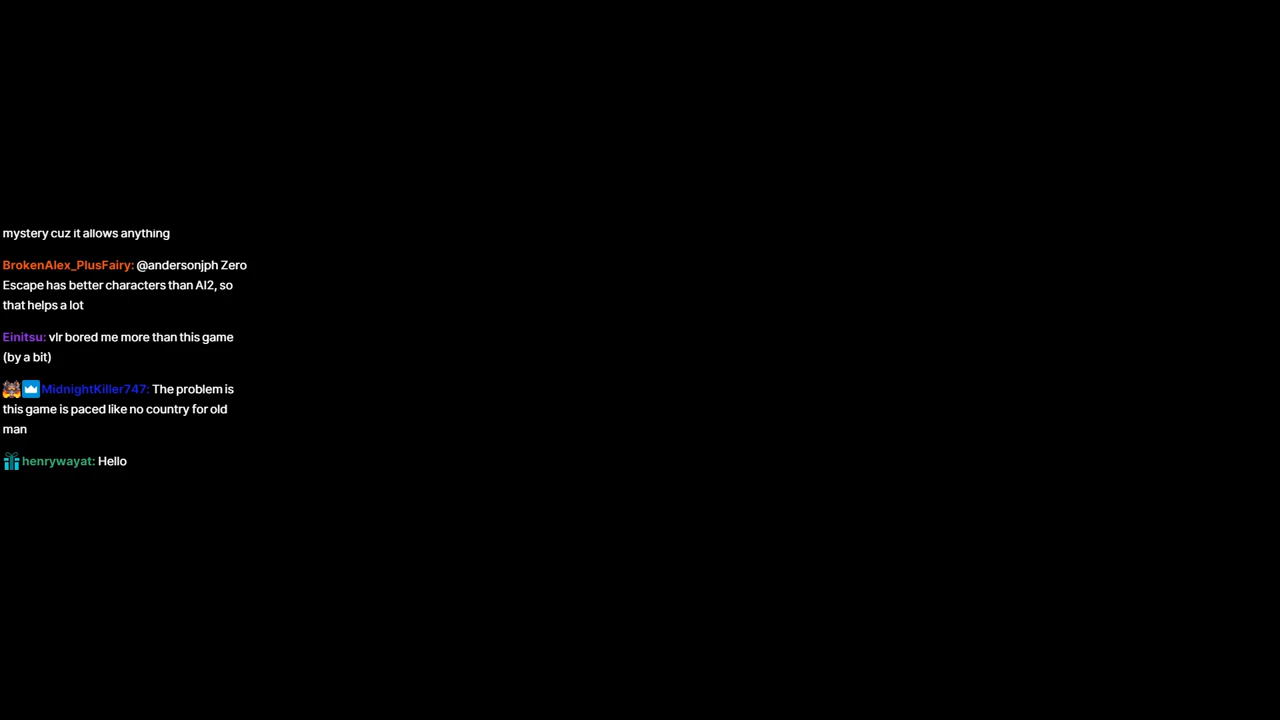 mystery cuz it allows anything
BrokenAlex_PlusFairy: @andersonjph Zero
Escape has better characters than AI2, so
that helps a lot
Einitsu: vlr bored me more than this game
(by a bit)
MidnightKiller747: The problem is
this game is paced like no country for old
man
henrywayat: Hello